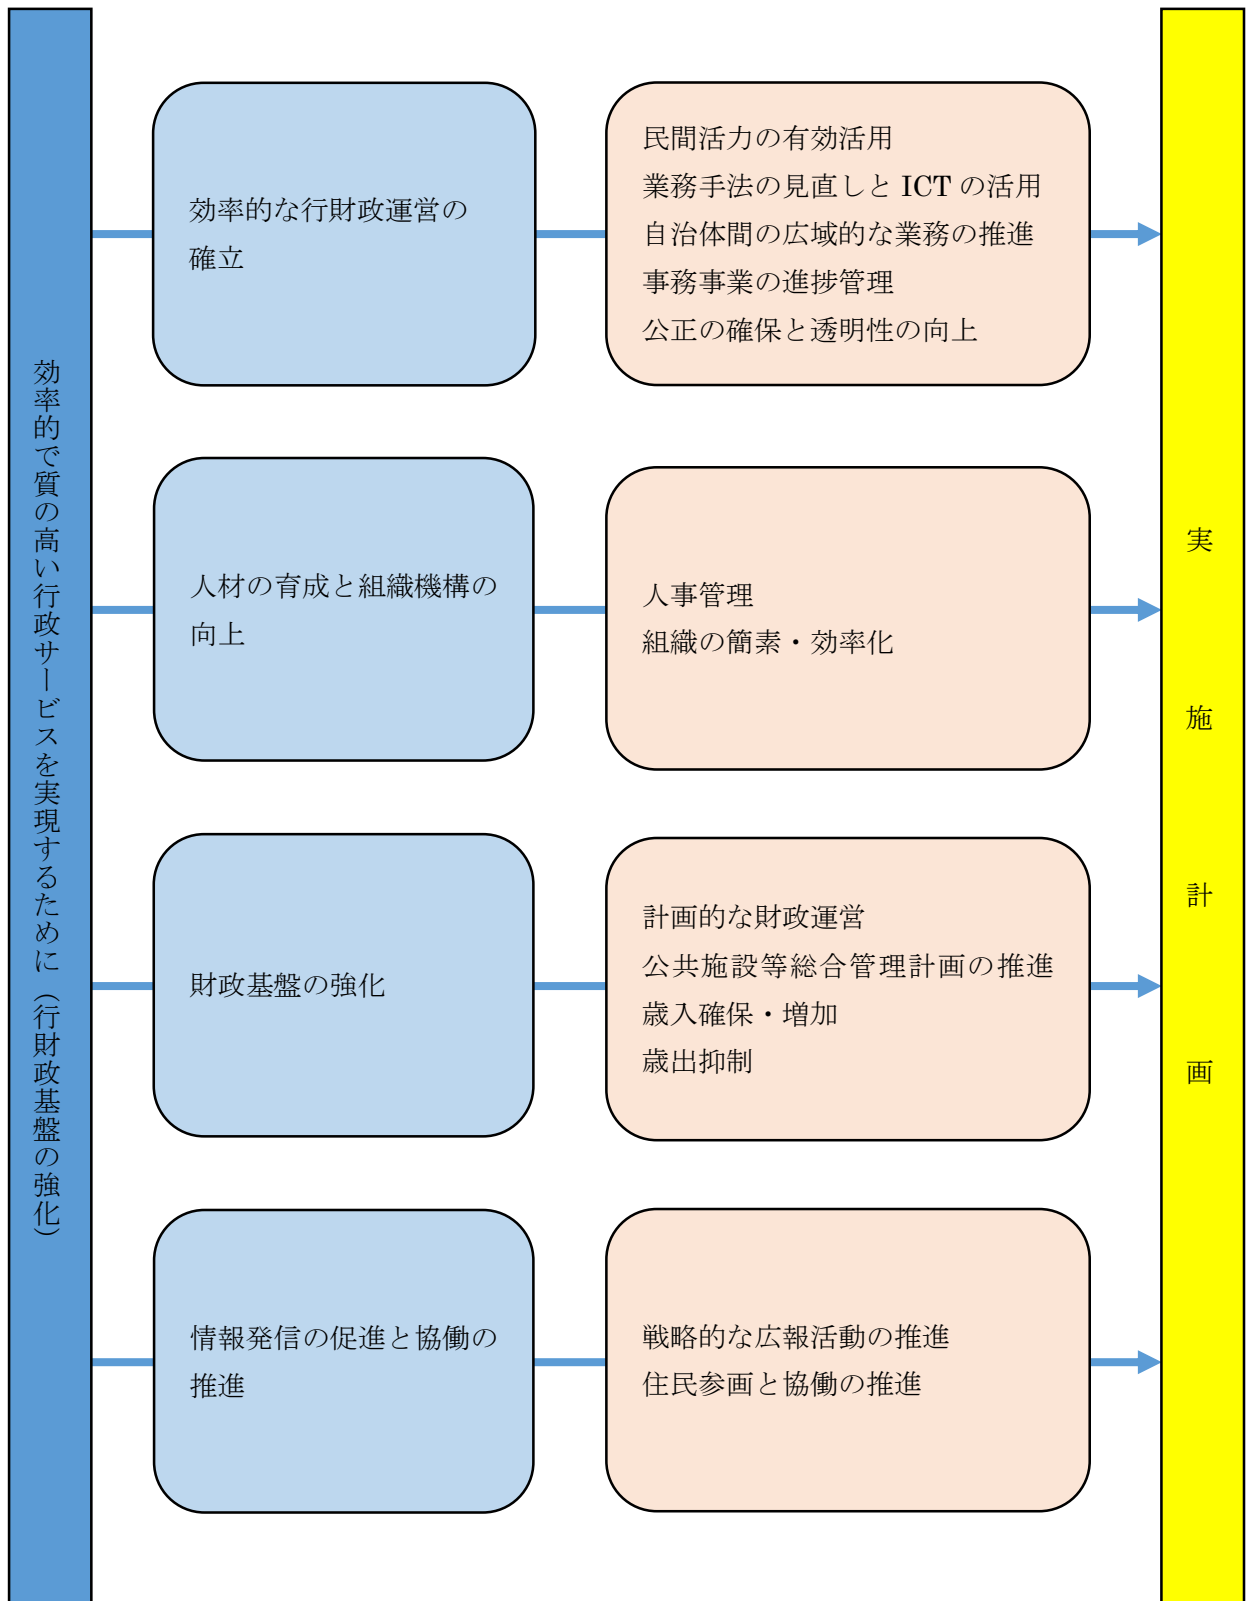 効率的で質の高い行政サービスを実現するために（行財政基盤の強化）
効率的な行財政運営の
確立
民間活力の有効活用
業務手法の見直しと ICT の活用
自治体間の広域的な業務の推進
事務事業の進捗管理
公正の確保と透明性の向上
人材の育成と組織機構の
向上
人事管理
組織の簡素・効率化
財政基盤の強化
計画的な財政運営
公共施設等総合管理計画の推進
歳入確保・増加
歳出抑制
情報発信の促進と協働の
推進
戦略的な広報活動の推進
住民参画と協働の推進
実施計画